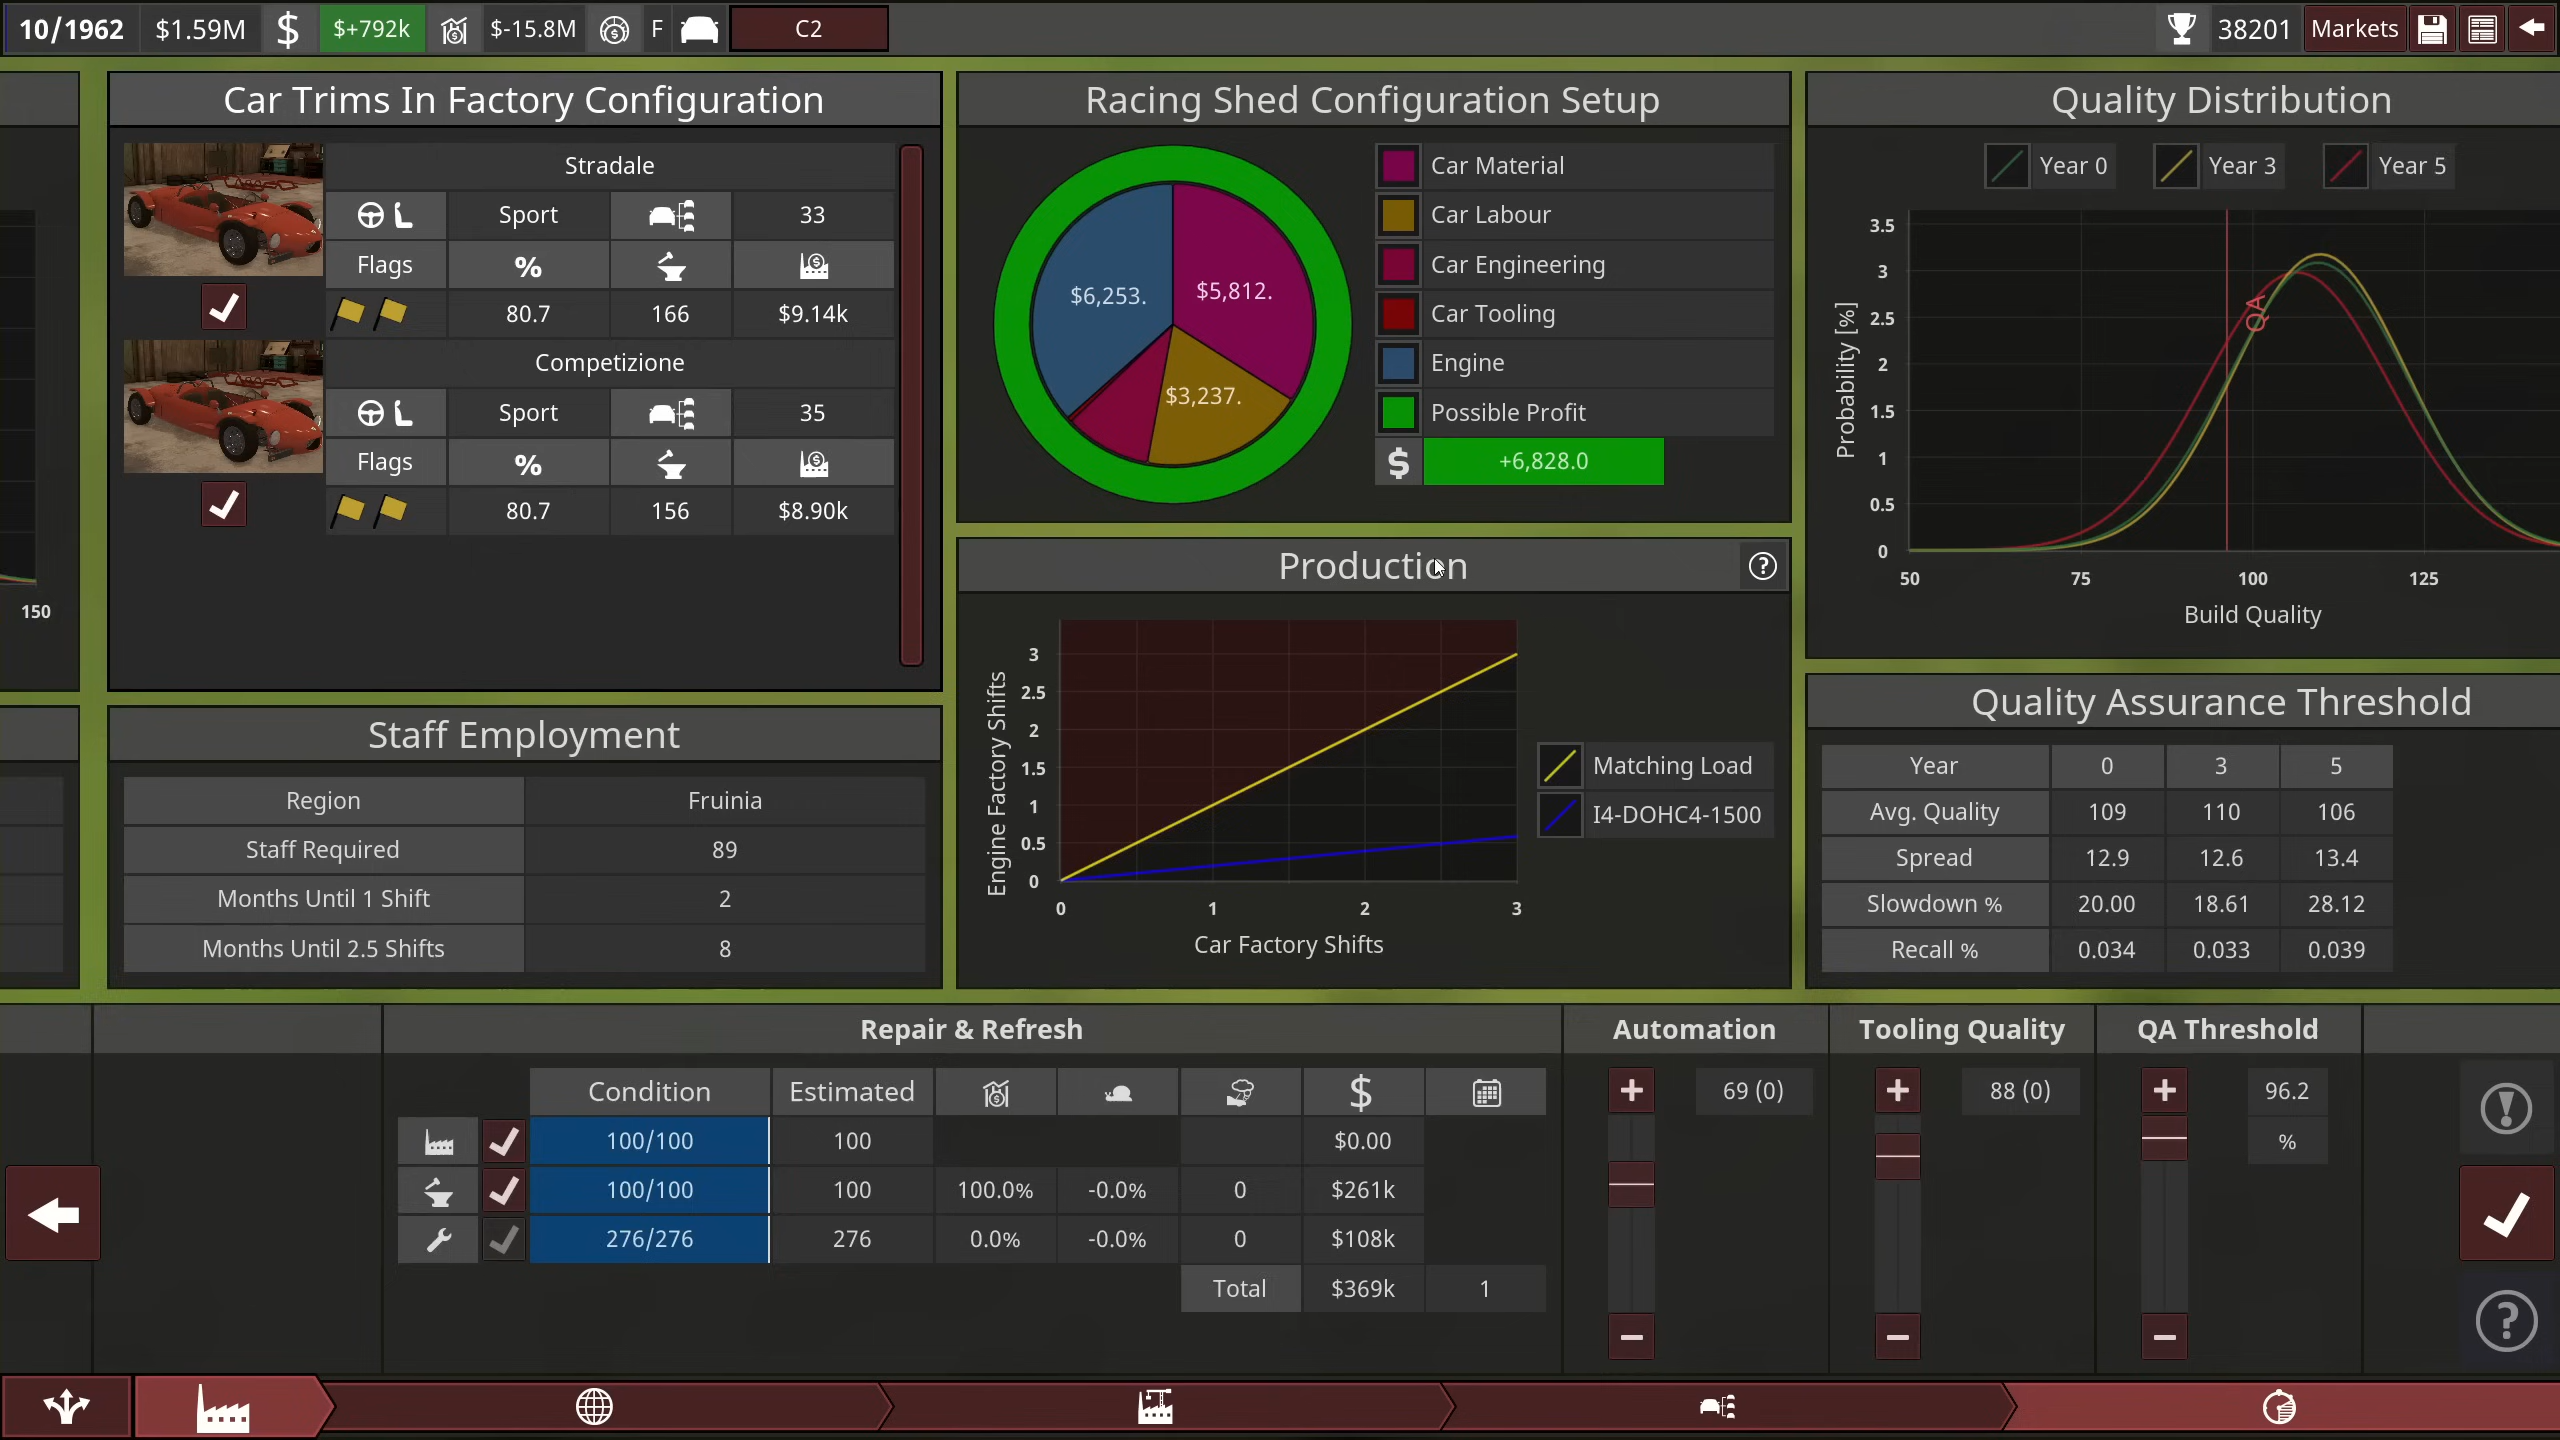 10/1962 $1.59M $+792k $-15.8M F C2 38201 Markets
Car Trims In Factory Configuration
Stradale
Sport 33
Flags %
80.7 166 $9.14k
Competizione
Sport 35
Flags %
80.7 156 $8.90k
Racing Shed Configuration Setup
$6,253. $5,812.
$3,237.
Car Material
Car Labour
Car Engineering
Car Tooling
Engine
Possible Profit
$ +6,828.0
Quality Distribution
Year 0 Year 3 Year 5
Probability [%]
3.5
3
2.5
2
1.5
1
0.5
0
QA
50 75 100 125
Build Quality
150
Staff Employment
Region Fruinia
Staff Required 89
Months Until 1 Shift 2
Months Until 2.5 Shifts 8
Production
Engine Factory Shifts
3
2.5
2
1.5
1
0.5
0
0 1 2 3
Car Factory Shifts
Matching Load
I4-DOHC4-1500
Quality Assurance Threshold
Year 0 3 5
Avg. Quality 109 110 106
Spread 12.9 12.6 13.4
Slowdown % 20.00 18.61 28.12
Recall % 0.034 0.033 0.039
Repair & Refresh
Condition Estimated $
100/100 100 $0.00
100/100 100 100.0% -0.0% 0 $261k
276/276 276 0.0% -0.0% 0 $108k
Total $369k 1
Automation
69 (0)
Tooling Quality
88 (0)
QA Threshold
96.2
%